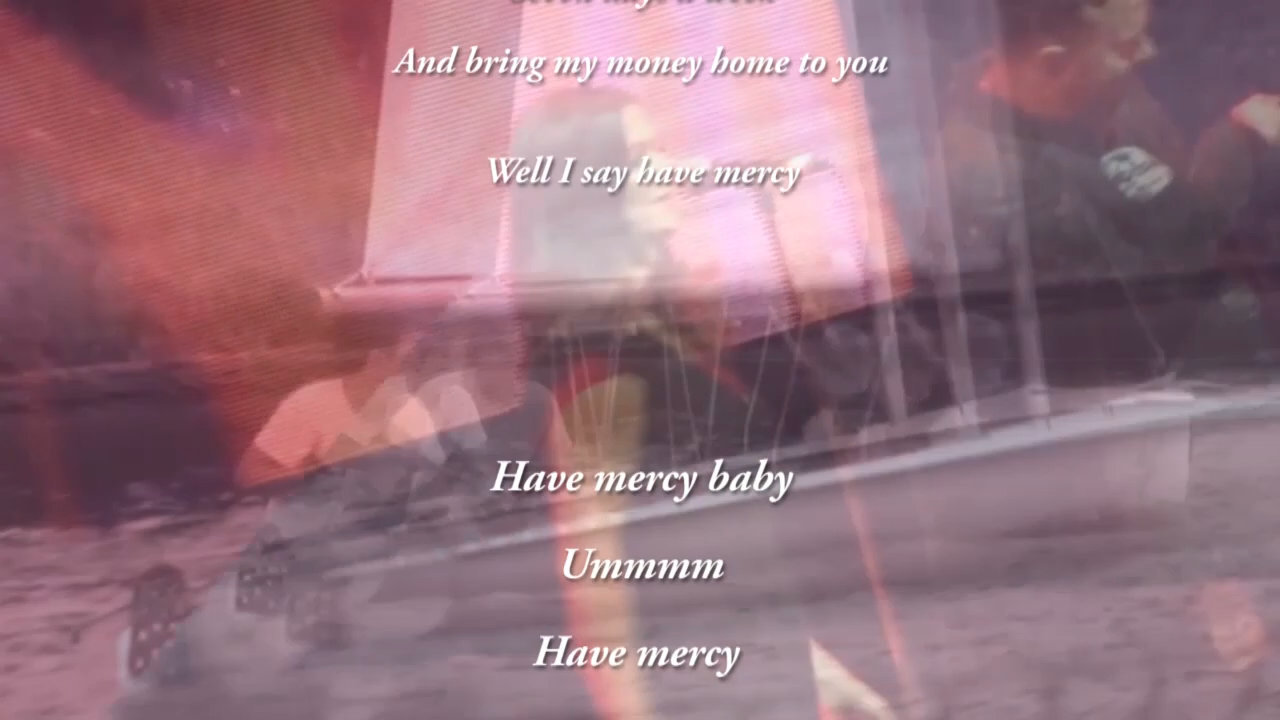 And bring my money home to you
Well I say have mercy
Have mercy baby
Ummmm
Have mercy